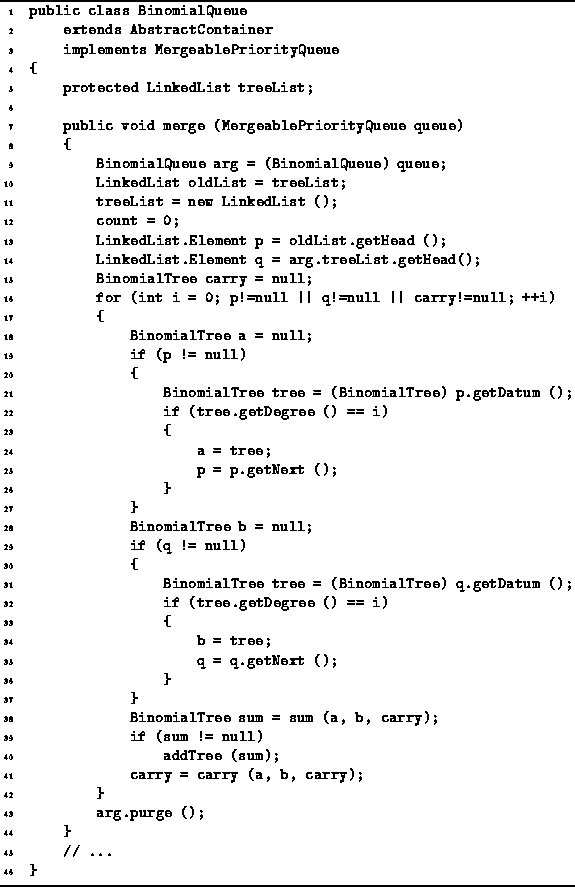 1 public class BinomialQueue
2 extends AbstractContainer
3 implements MergeablePriorityQueue
4 {
5 protected LinkedList treeList;
6
7 public void merge (MergeablePriorityQueue queue)
8 {
9 BinomialQueue arg = (BinomialQueue) queue;
10 LinkedList oldList = treeList;
11 treeList = new LinkedList ();
12 count = 0;
13 LinkedList.Element p = oldList.getHead ();
14 LinkedList.Element q = arg.treeList.getHead();
15 BinomialTree carry = null;
16 for (int i = 0; p!=null || q!=null || carry!=null; ++i)
17 {
18 BinomialTree a = null;
19 if (p != null)
20 {
21 BinomialTree tree = (BinomialTree) p.getDatum ();
22 if (tree.getDegree () == i)
23 {
24 a = tree;
25 p = p.getNext ();
26 }
27 }
28 BinomialTree b = null;
29 if (q != null)
30 {
31 BinomialTree tree = (BinomialTree) q.getDatum ();
32 if (tree.getDegree () == i)
33 {
34 b = tree;
35 q = q.getNext ();
36 }
37 }
38 BinomialTree sum = sum (a, b, carry);
39 if (sum != null)
40 addTree (sum);
41 carry = carry (a, b, carry);
42 }
43 arg.purge ();
44 }
45 // ...
46 }